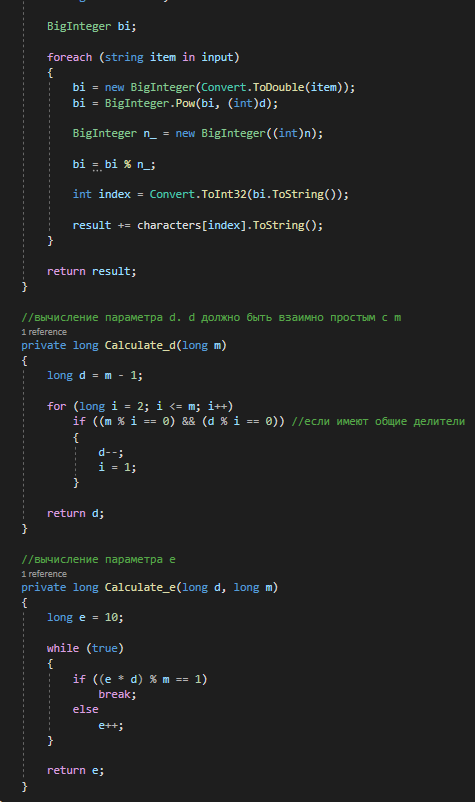 BigInteger bi;
foreach (string item in input)
{
bi = new BigInteger(Convert.ToDouble(item));
bi = BigInteger.Pow(bi, (int)d);
BigInteger n_ = new BigInteger((int)n);
bi = bi % n_;
int index = Convert.ToInt32(bi.ToString());
result += characters[index].ToString();
}
return result;
}
//вычисление параметра d. d должно быть взаимно простым с m
1 reference
private long Calculate_d(long m)
{
long d = m - 1;
for (long i = 2; i <= m; i++)
if ((m % i == 0) && (d % i == 0)) //если имеют общие делители
{
d--;
i = 1;
}
return d;
}
//вычисление параметра e
1 reference
private long Calculate_e(long d, long m)
{
long e = 10;
while (true)
{
if ((e * d) % m == 1)
break;
else
e++;
}
return e;
}